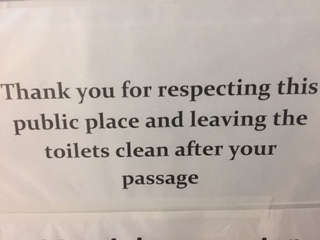 Thank you for respecting this
public place and leaving the
toilets clean after your
passage